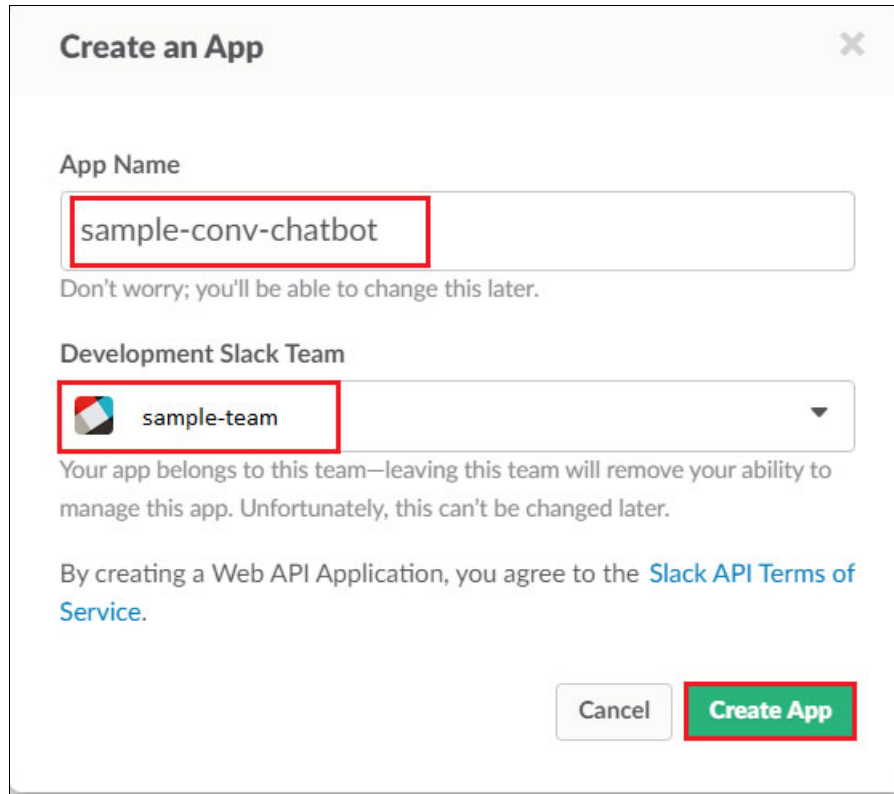 Create an App
App Name
sample-conv-chatbot
Don't worry; you'll be able to change this later.
Development Slack Team
sample-team
Your app belongs to this team—leaving this team will remove your ability to
manage this app. Unfortunately, this can't be changed later.
By creating a Web API Application, you agree to the Slack API Terms of
Service.
Cancel
Create App